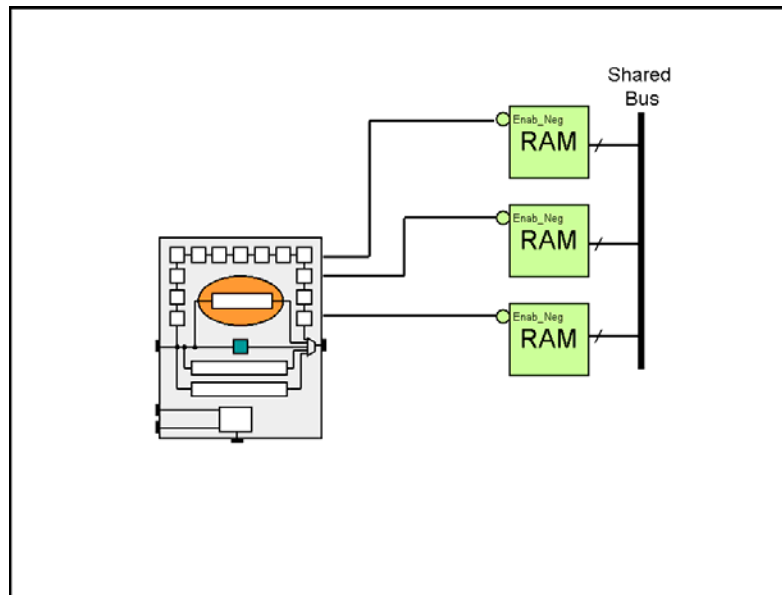 Shared
Bus
Enab_Neg
RAM
Enab_Neg
RAM
Enab_Neg
RAM